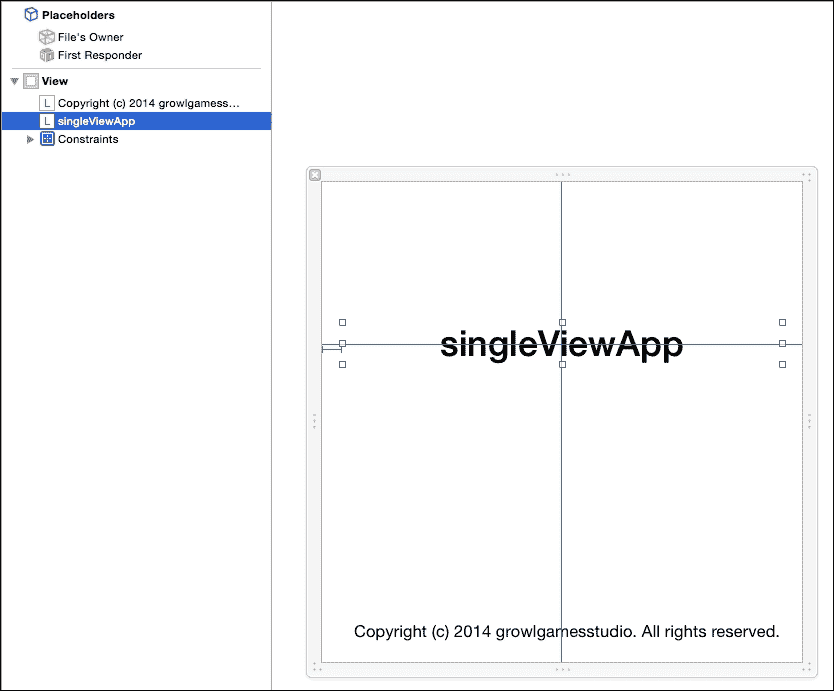 Placeholders
File's Owner
First Responder
View
L Copyright (c) 2014 growlgamess...
L singleViewApp
Constraints
singleViewApp
Copyright (c) 2014 growlgamesstudio. All rights reserved.